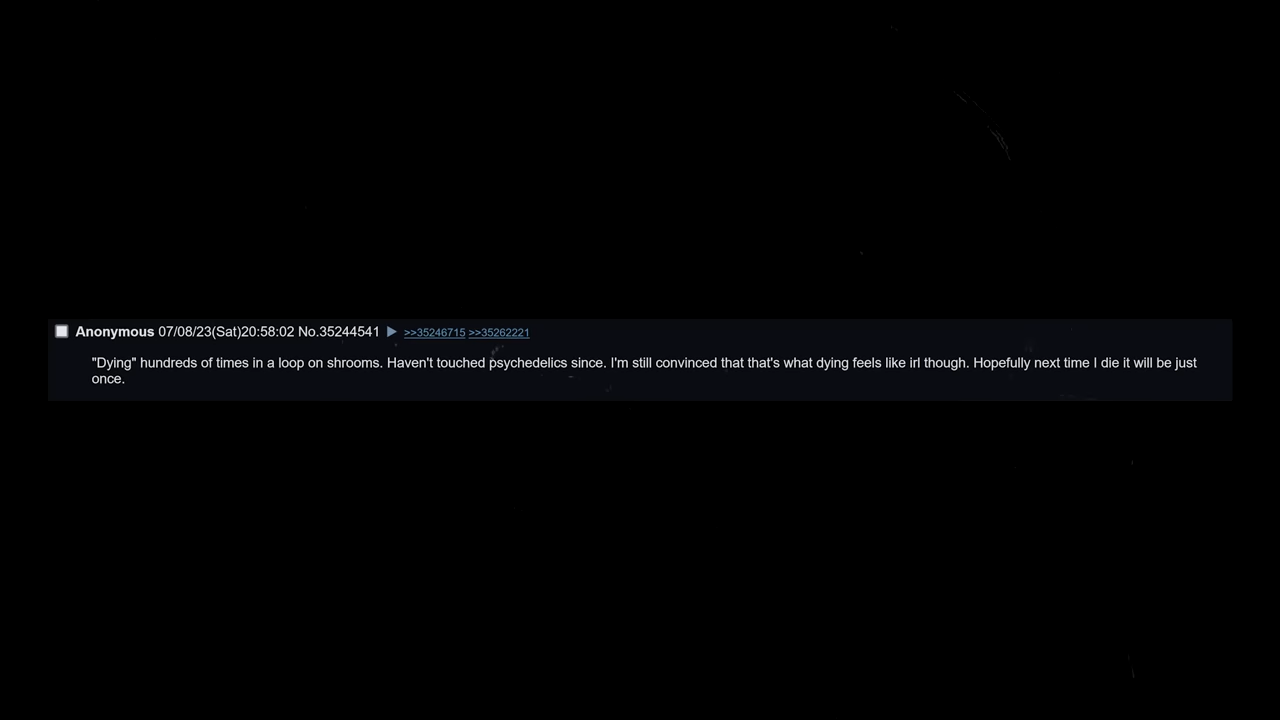 Anonymous 07/08/23(Sat)20:58:02 No.35244541 ▶ >>35246715 >>35262221
"Dying" hundreds of times in a loop on shrooms. Haven't touched psychedelics since. I'm still convinced that that's what dying feels like irl though. Hopefully next time I die it will be just
once.